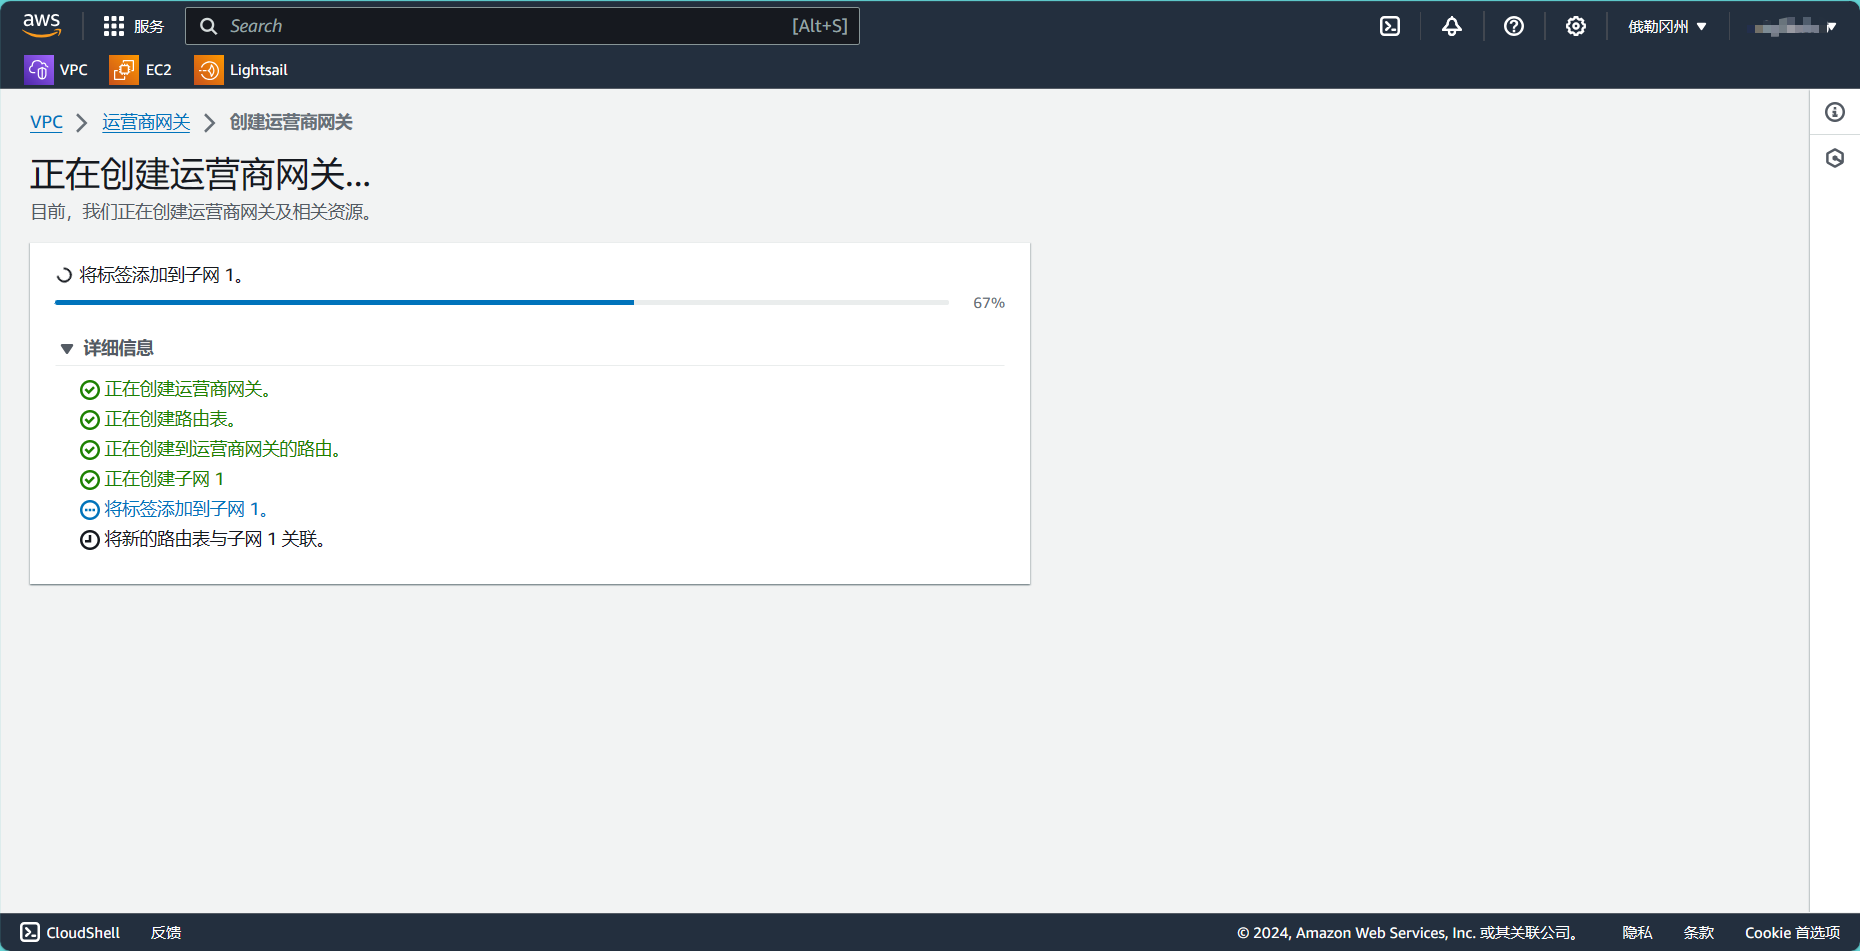 aws
服务
Search
[Alt+S]
俄勒冈州
VPC
EC2
Lightsail
VPC
运营商网关
创建运营商网关
正在创建运营商网关...
目前，我们正在创建运营商网关及相关资源。
将标签添加到子网 1。
67%
详细信息
正在创建运营商网关。
正在创建路由表。
正在创建到运营商网关的路由。
正在创建子网 1
将标签添加到子网 1。
将新的路由表与子网 1 关联。
CloudShell
反馈
© 2024, Amazon Web Services, Inc. 或其关联公司。
隐私
条款
Cookie 首选项